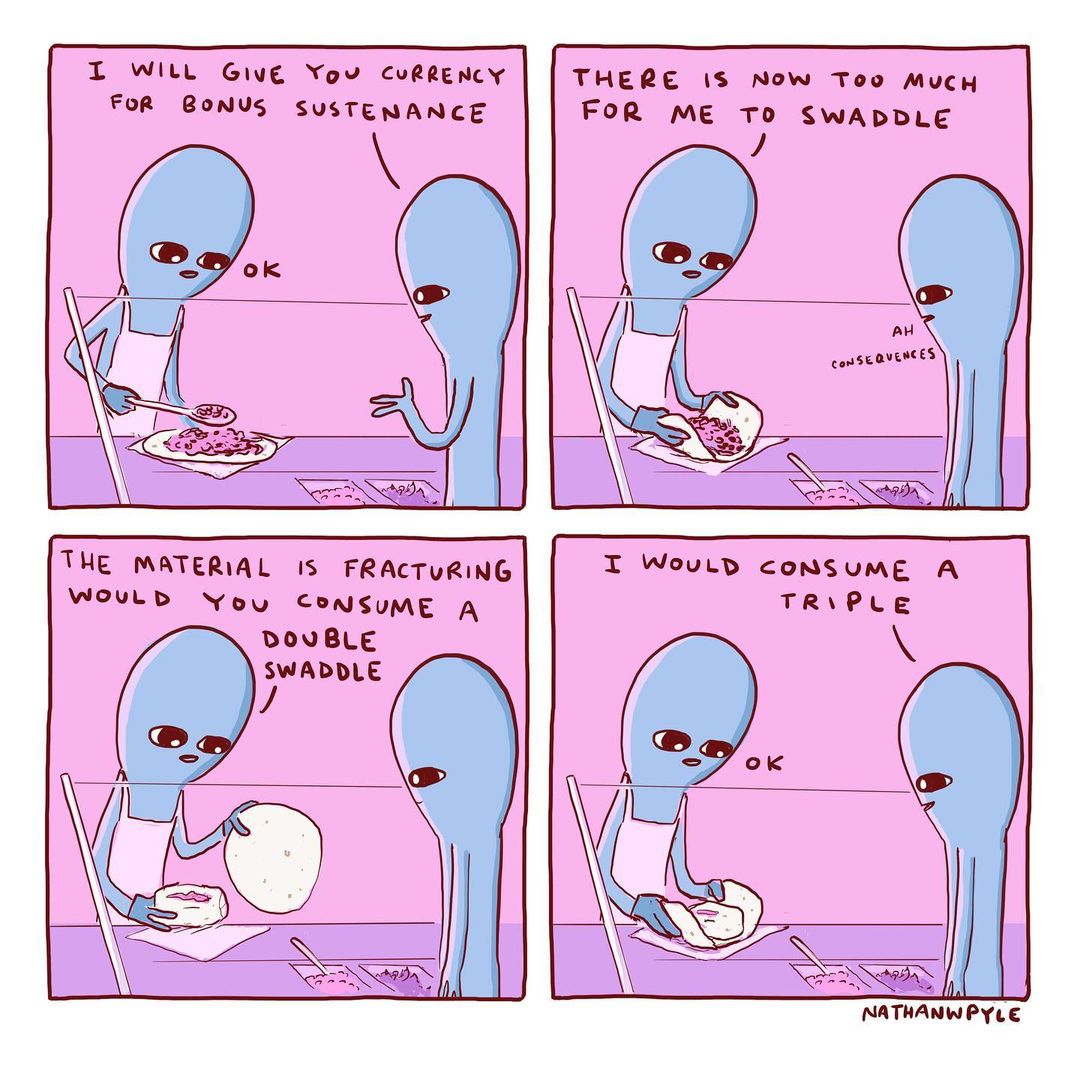 I WILL GIVE YOU CURRENCY
FOR BONUS SUSTENANCE
OK
THERE IS NOW TOO MUCH
FOR ME TO SWADDLE
AH
CONSEQUENCES
THE MATERIAL IS FRACTURING
WOULD YOU CONSUME A
DOUBLE
SWADDLE
I WOULD CONSUME A
TRIPLE
OK
NATHANWPYLE